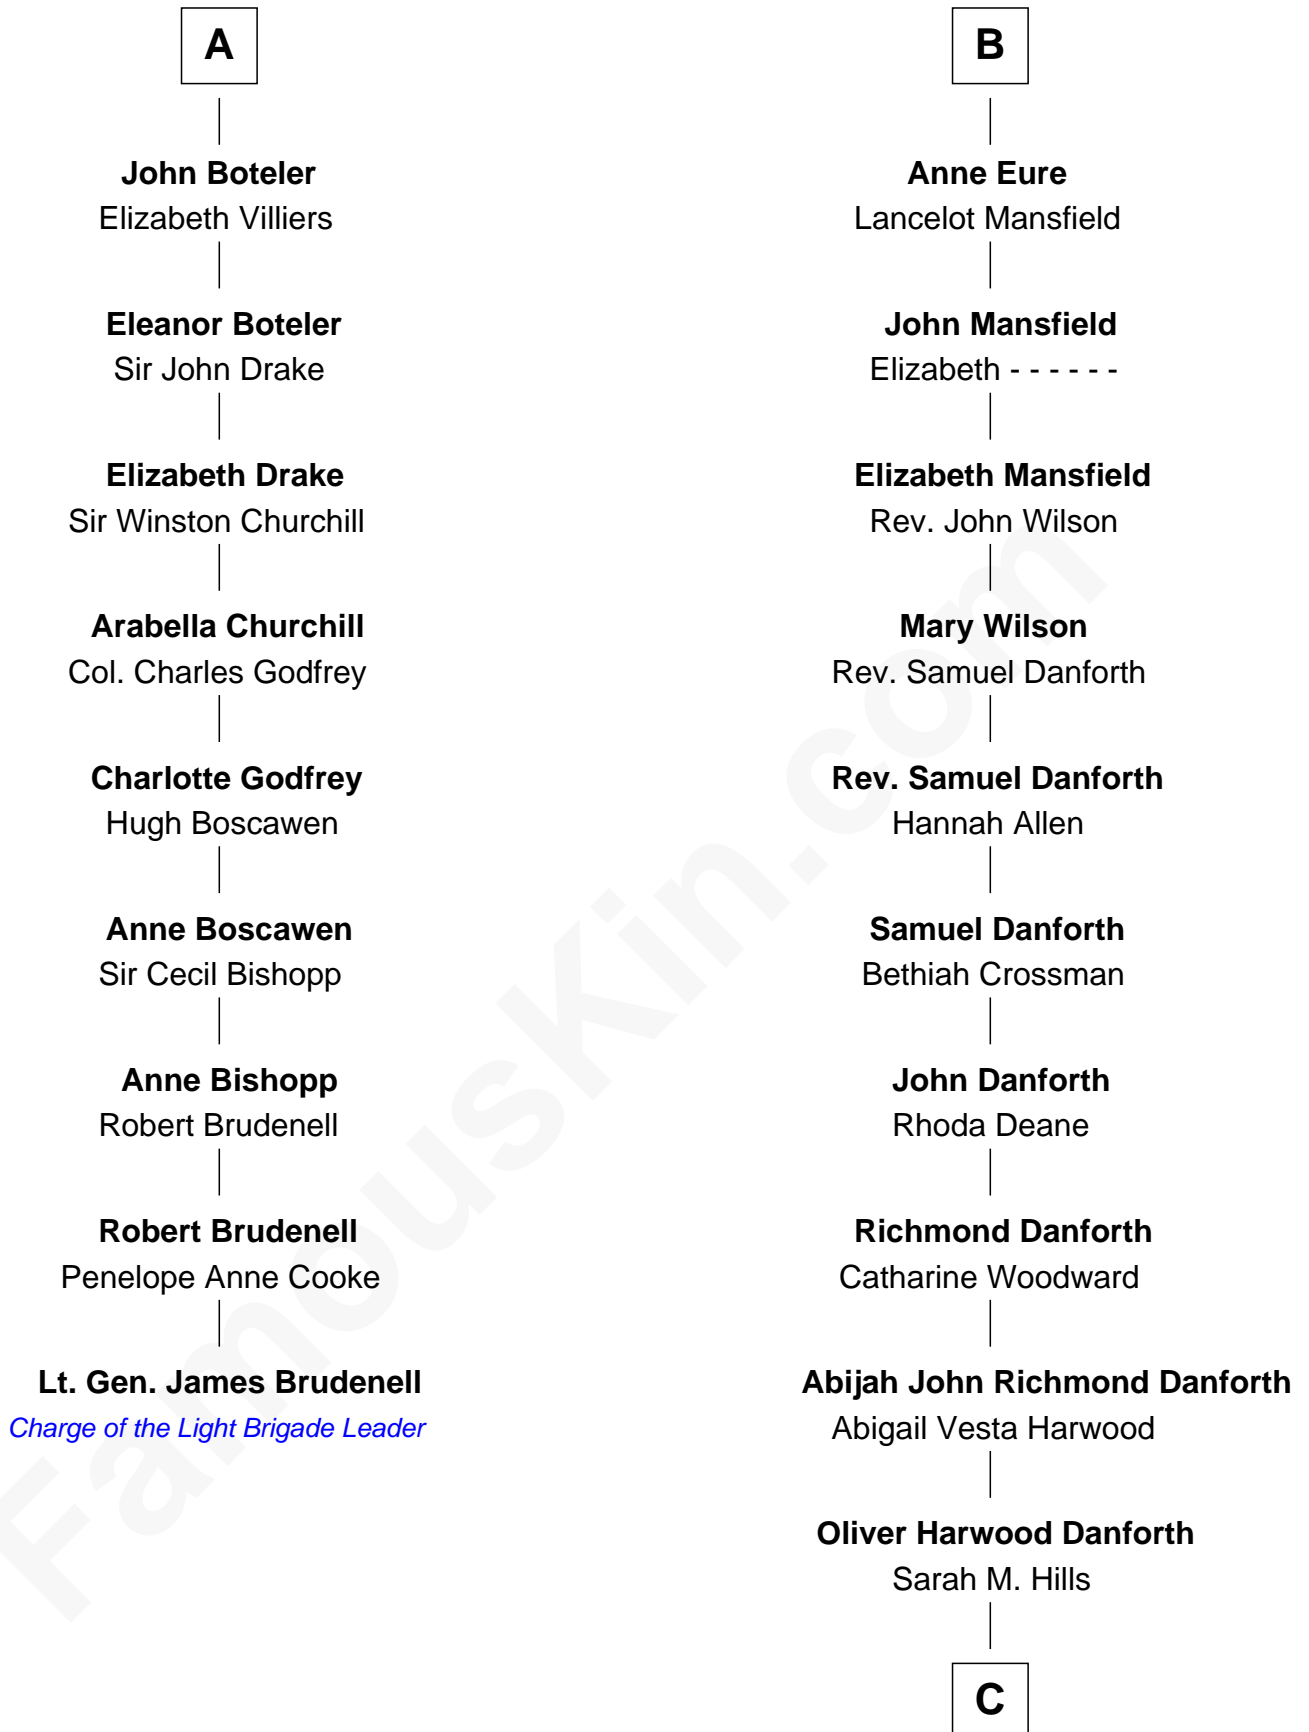 A
John Boteler
Elizabeth Villiers
Eleanor Boteler
Sir John Drake
Elizabeth Drake
Sir Winston Churchill
Arabella Churchill
Col. Charles Godfrey
Charlotte Godfrey
Hugh Boscawen
Anne Boscawen
Sir Cecil Bishopp
Anne Bishopp
Robert Brudenell
Robert Brudenell
Penelope Anne Cooke
Lt. Gen. James Brudenell
Charge of the Light Brigade Leader
B
Anne Eure
Lancelot Mansfield
John Mansfield
Elizabeth - - - - - -
Elizabeth Mansfield
Rev. John Wilson
Mary Wilson
Rev. Samuel Danforth
Rev. Samuel Danforth
Hannah Allen
Samuel Danforth
Bethiah Crossman
John Danforth
Rhoda Deane
Richmond Danforth
Catharine Woodward
Abijah John Richmond Danforth
Abigail Vesta Harwood
Oliver Harwood Danforth
Sarah M. Hills
C
FamousKin.com